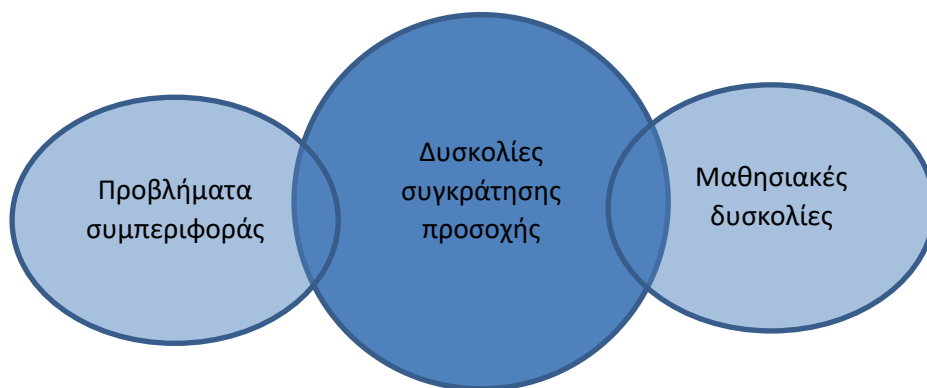 Προβλήματα
συμπεριφοράς
Δυσκολίες
συγκράτησης
προσοχής
Μαθησιακές
δυσκολίες